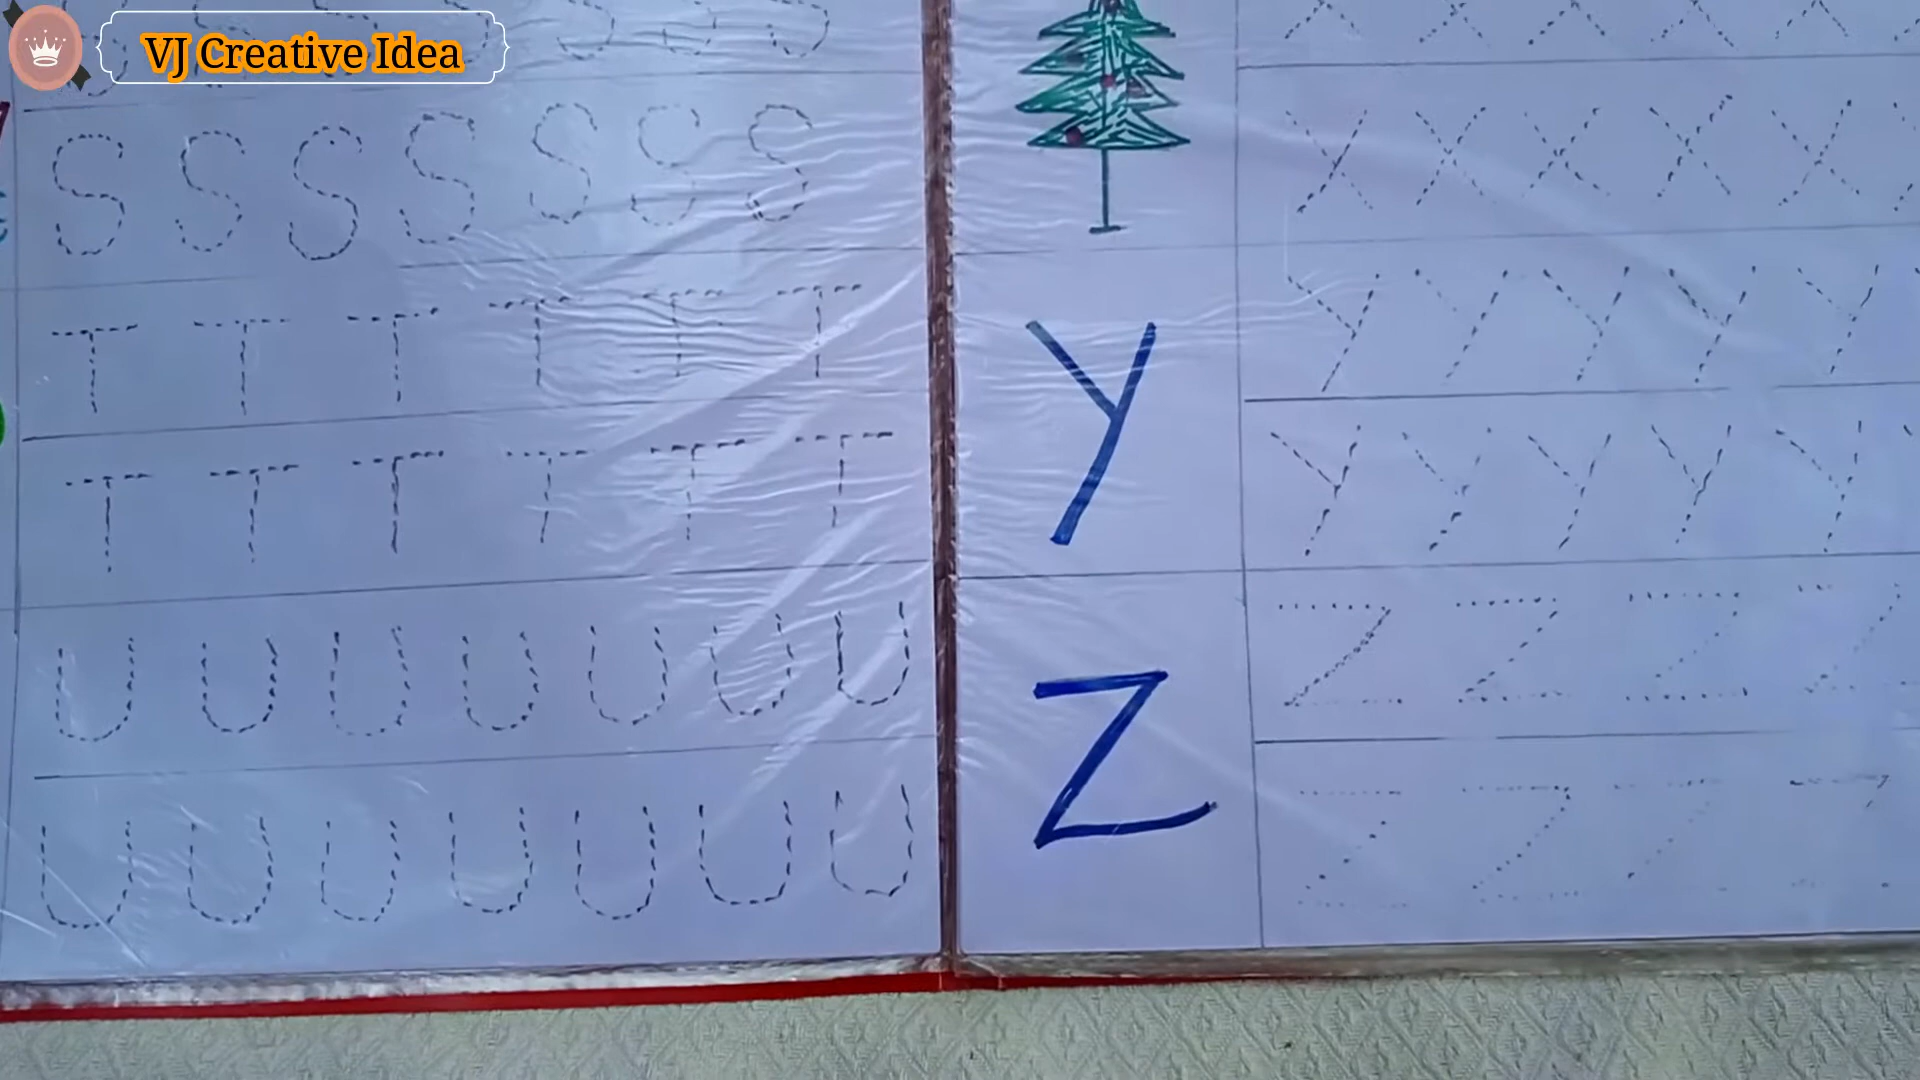 VJ Creative Idea
S S S S S S S
T T T T T T
T T T T T T
U U U U U U U
U U U U U U U
X X X X X
Y
Y Y Y Y Y
Y Y Y Y Y
Z
Z Z Z Z
Z Z Z Z